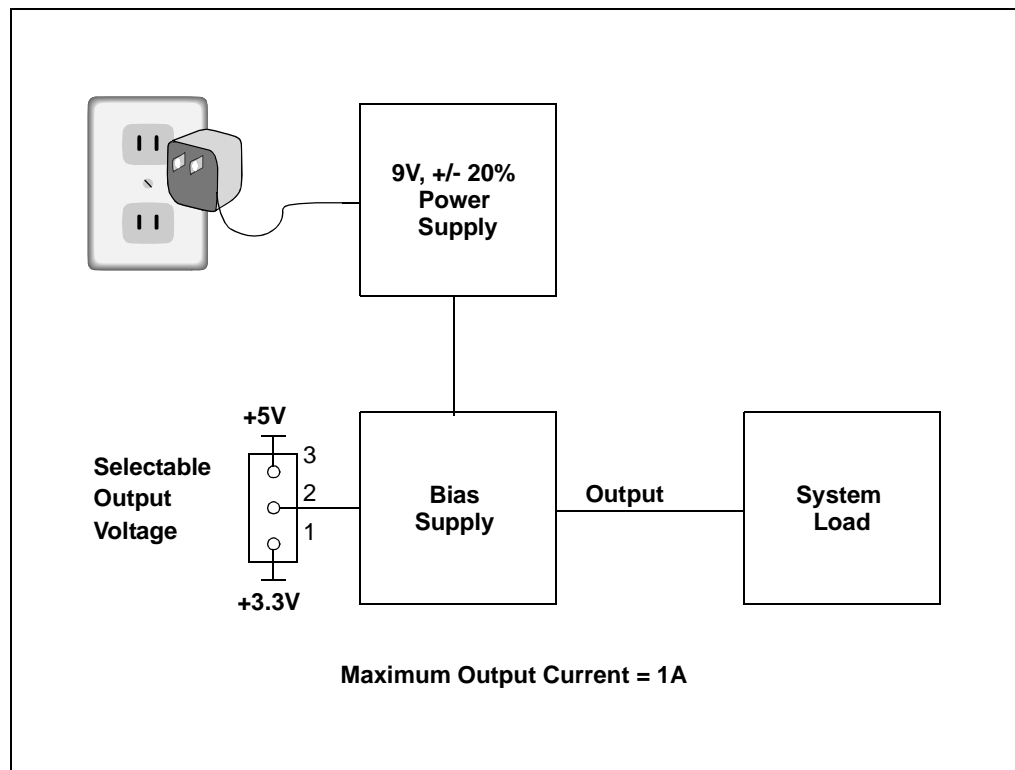 9V, +/- 20%
Power
Supply
+5V
3
2
1
+3.3V
Selectable
Output
Voltage
Bias
Supply
Output
System
Load
Maximum Output Current = 1A